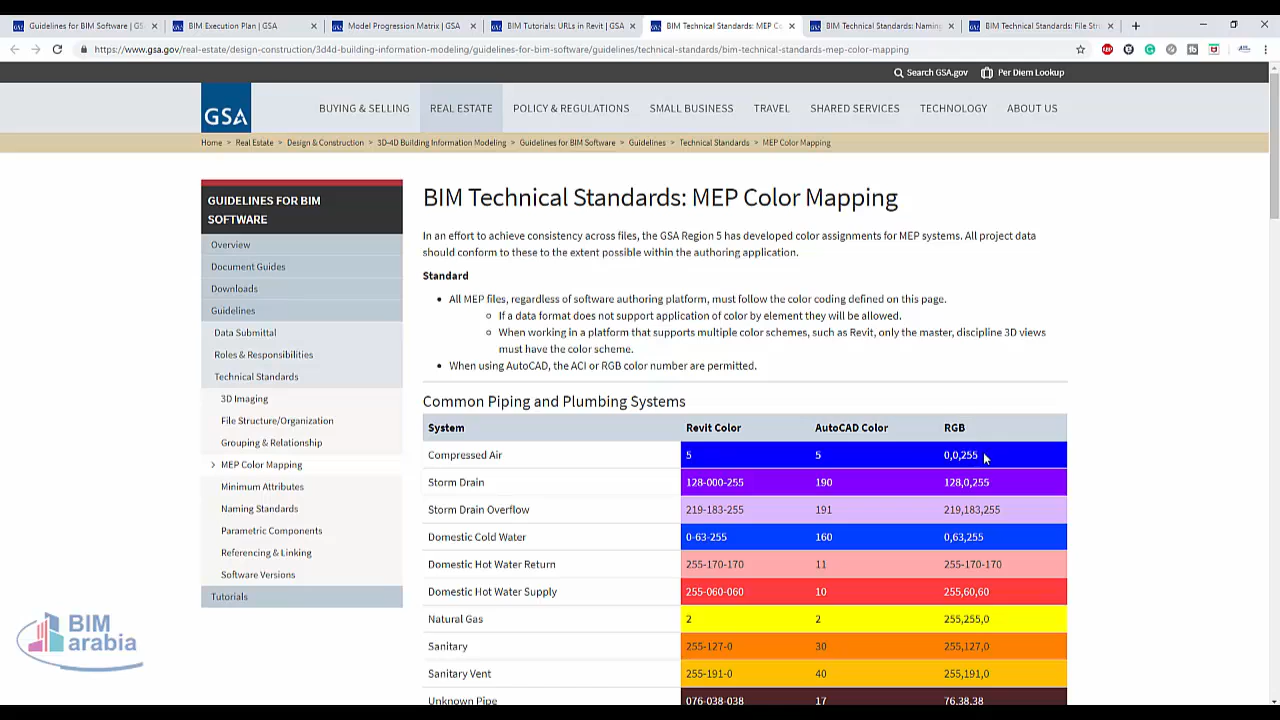 Guidelines for BIM Software | GS
BIM Execution Plan | GSA
Model Progression Matrix | GSA
BIM Tutorials: URLs in Revit | GSA
BIM Technical Standards: MEP Co
BIM Technical Standards: Naming
BIM Technical Standards: File Stru
https://www.gsa.gov/real-estate/design-construction/3d4d-building-information-modeling/guidelines-for-bim-software/guidelines/technical-standards/bim-technical-standards-mep-color-mapping
Search GSA.gov
Per Diem Lookup
GSA
BUYING & SELLING
REAL ESTATE
POLICY & REGULATIONS
SMALL BUSINESS
TRAVEL
SHARED SERVICES
TECHNOLOGY
ABOUT US
Home > Real Estate > Design & Construction > 3D-4D Building Information Modeling > Guidelines for BIM Software > Guidelines > Technical Standards > MEP Color Mapping
GUIDELINES FOR BIM
SOFTWARE
Overview
Document Guides
Downloads
Guidelines
Data Submittal
Roles & Responsibilities
Technical Standards
3D Imaging
File Structure/Organization
Grouping & Relationship
MEP Color Mapping
Minimum Attributes
Naming Standards
Parametric Components
Referencing & Linking
Software Versions
Tutorials
BIM Technical Standards: MEP Color Mapping
In an effort to achieve consistency across files, the GSA Region 5 has developed color assignments for MEP systems. All project data
should conform to these to the extent possible within the authoring application.
Standard
All MEP files, regardless of software authoring platform, must follow the color coding defined on this page.
If a data format does not support application of color by element they will be allowed.
When working in a platform that supports multiple color schemes, such as Revit, only the master, discipline 3D views
must have the color scheme.
When using AutoCAD, the ACI or RGB color number are permitted.
Common Piping and Plumbing Systems
System Revit Color AutoCAD Color RGB
Compressed Air 5 5 0,0,255
Storm Drain 128-000-255 190 128,0,255
Storm Drain Overflow 219-183-255 191 219,183,255
Domestic Cold Water 0-63-255 160 0,63,255
Domestic Hot Water Return 255-170-170 11 255-170-170
Domestic Hot Water Supply 255-060-060 10 255,60,60
Natural Gas 2 2 255,255,0
Sanitary 255-127-0 30 255,127,0
Sanitary Vent 255-191-0 40 255,191,0
Unknown Pipe 076-038-038 17 76,38,38
BIM
arabia